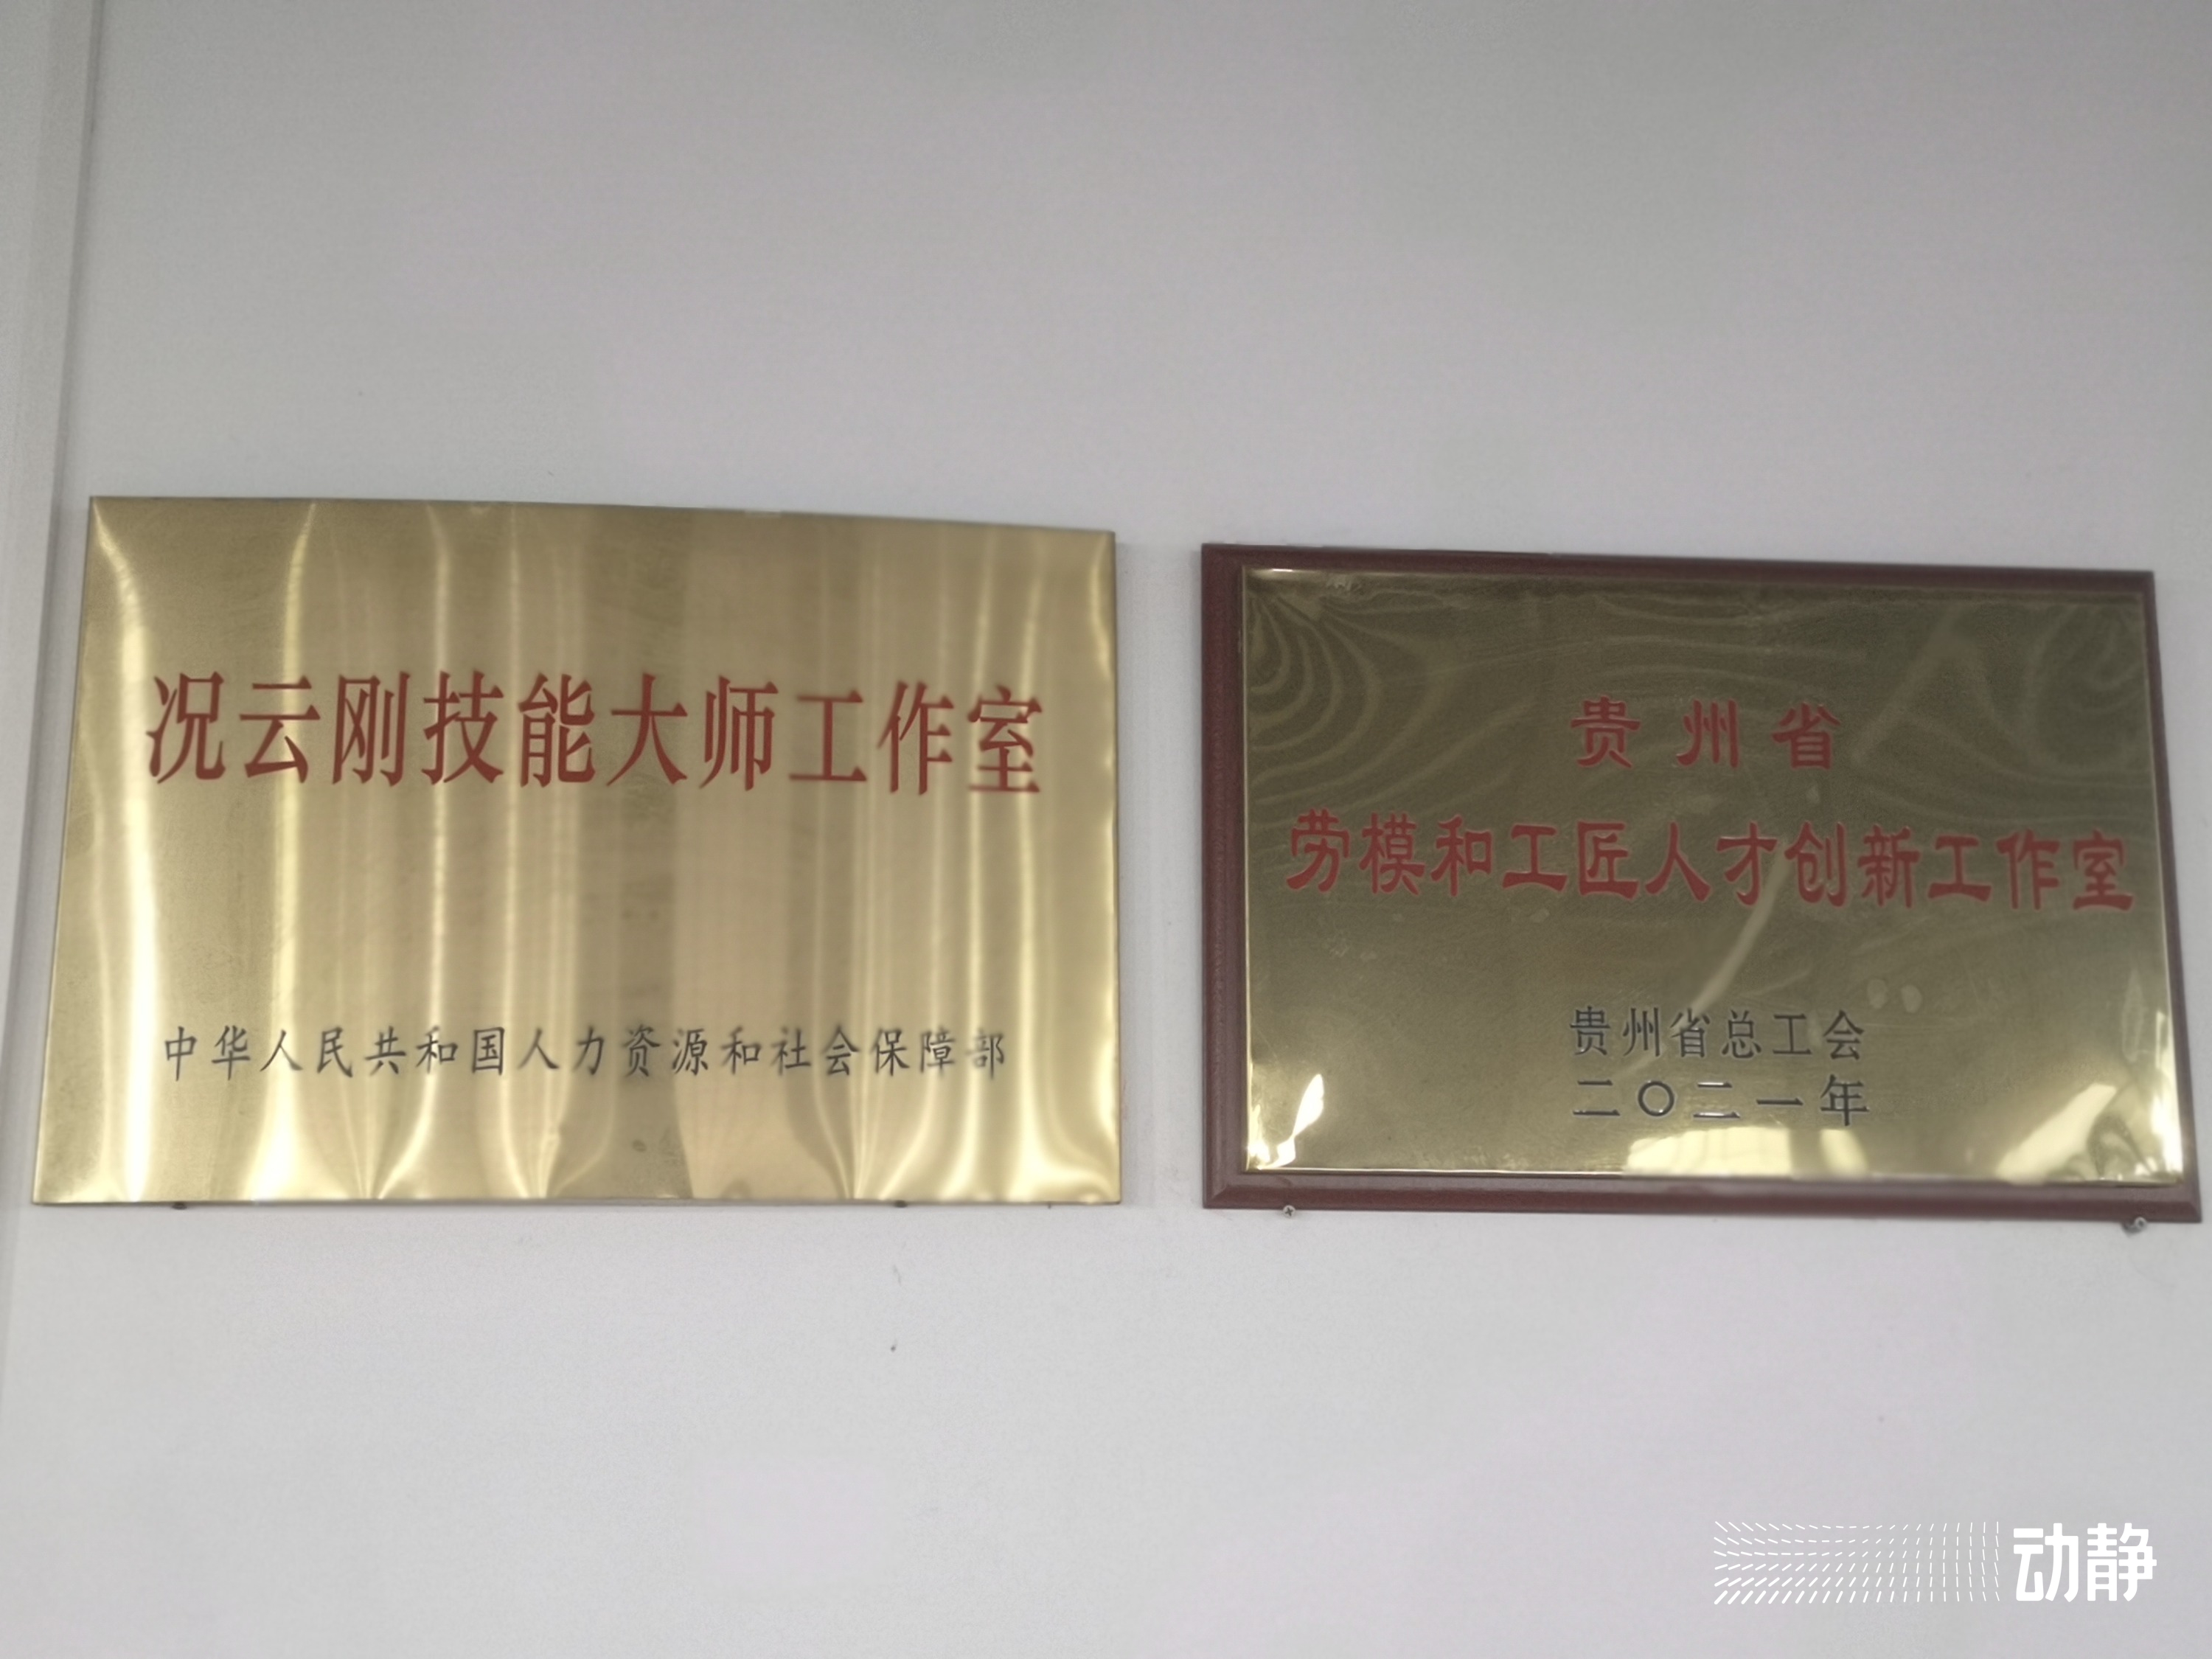 况云刚技能大师工作室
中华人民共和国人力资源和社会保障部
贵州省
劳模和工匠人才创新工作室
贵州省总工会
二〇二一年
动静